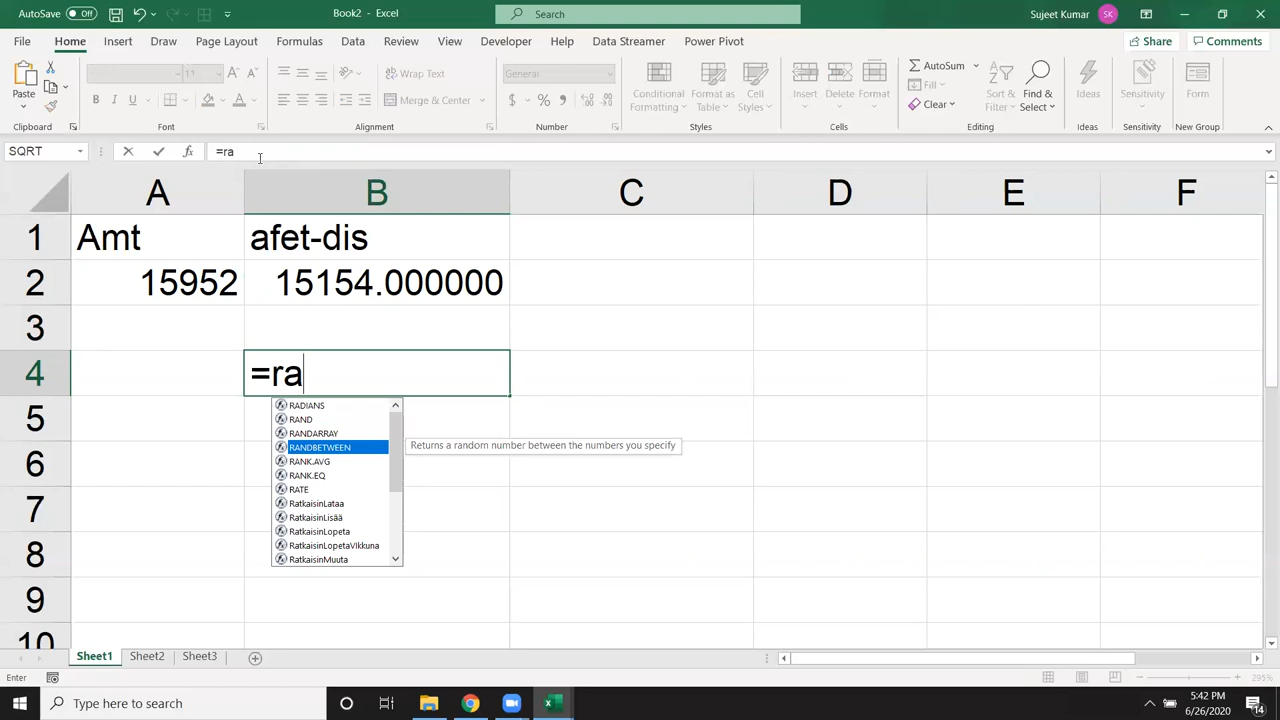 AutoSave Off Book2 - Excel Search Sujeet Kumar SK
File Home Insert Draw Page Layout Formulas Data Review View Developer Help Data Streamer Power Pivot Share Comments
Paste
Clipboard
11
B I U A
Font
Wrap Text
Merge & Center
Alignment
General
$ % 9
Number
Conditional Formatting
Format as Table
Cell Styles
Styles
Insert Delete Format
Cells
AutoSum
Fill
Clear
Sort & Filter
Find & Select
Editing
Ideas
Ideas
Sensitivity
Sensitivity
Form
New Group
SQRT fx =ra
A B C D E F
1 Amt afet-dis
2 15952 15154.000000
3
4 =ra
5
6
7
8
9
10
RADIANS
RAND
RANDARRAY
RANDBETWEEN Returns a random number between the numbers you specify
RANK.AVG
RANK.EQ
RATE
RatkaisinLataa
RatkaisinLisää
RatkaisinLopeta
RatkaisinLopetaVIkkuna
RatkaisinMuuta
Sheet1 Sheet2 Sheet3
Enter 295%
Type here to search
5:42 PM
6/26/2020
14